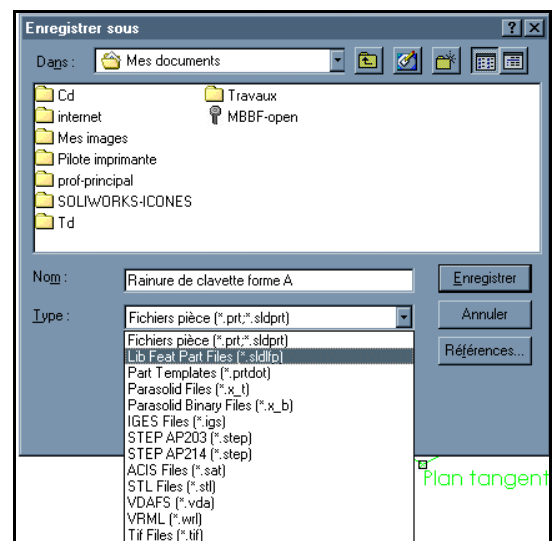 Enregistrer sous
Dans : Mes documents
Cd
internet
Mes images
Pilote imprimante
prof-principal
SOLIWORKS-ICONES
Td
Travaux
MBBF-open
Nom : Rainure de clavette forme A
Enregistrer
Type : Fichiers pièce (*.prt;*.sldprt)
Annuler
Références...
Fichiers pièce (*.prt;*.sldprt)
Lib Feat Part Files (*.sldlfp)
Part Templates (*.prtdot)
Parasolid Files (*.x_t)
Parasolid Binary Files (*.x_b)
IGES Files (*.igs)
STEP AP203 (*.step)
STEP AP214 (*.step)
ACIS Files (*.sat)
STL Files (*.stl)
VDAFS (*.vda)
VRML (*.wrl)
Tif Files (*.tif)
Plan tangent